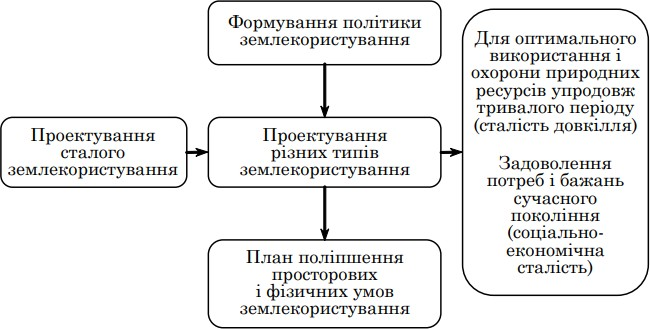 Формування політики
землекористування
Проектування
сталого
землекористування
Проектування
різних типів
землекористування
План поліпшення
просторових
і фізичних умов
землекористування
Для оптимального
використання і
охорони природних
ресурсів упродовж
тривалого періоду
(сталість довкілля)
Задоволення
потреб і бажань
сучасного
покоління
(соціально-
економічна
сталість)